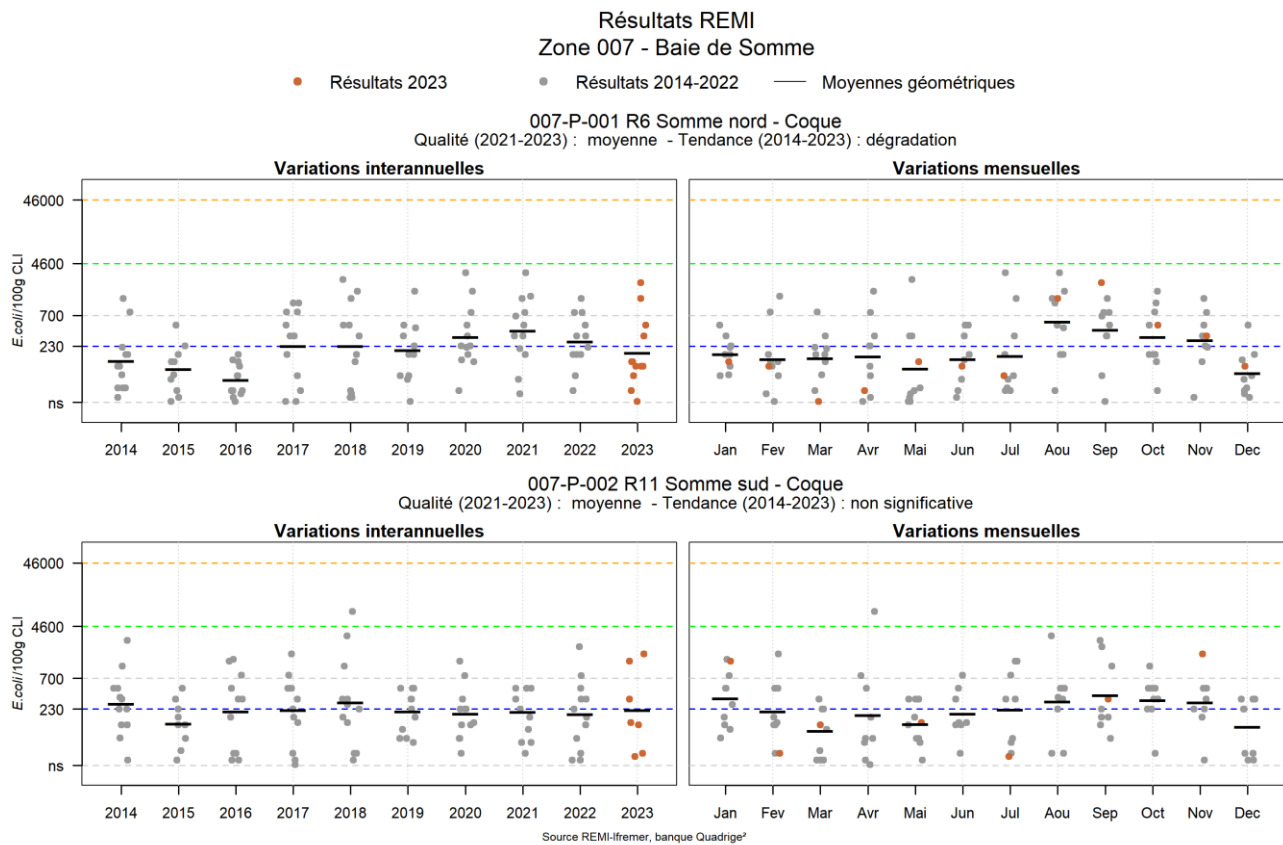 Résultats REMI
Zone 007 - Baie de Somme
Résultats 2023 Résultats 2014-2022 Moyennes géométriques
007-P-001 R6 Somme nord - Coque
Qualité (2021-2023) : moyenne - Tendance (2014-2023) : dégradation
Variations interannuelles Variations mensuelles
46000
4600
700
230
ns
E.coli/100g CLI
2014 2015 2016 2017 2018 2019 2020 2021 2022 2023 Jan Fev Mar Avr Mai Jun Jul Aou Sep Oct Nov Dec
007-P-002 R11 Somme sud - Coque
Qualité (2021-2023) : moyenne - Tendance (2014-2023) : non significative
Variations interannuelles Variations mensuelles
46000
4600
700
230
ns
E.coli/100g CLI
2014 2015 2016 2017 2018 2019 2020 2021 2022 2023 Jan Fev Mar Avr Mai Jun Jul Aou Sep Oct Nov Dec
Source REMI-Ifremer, banque Quadrige²